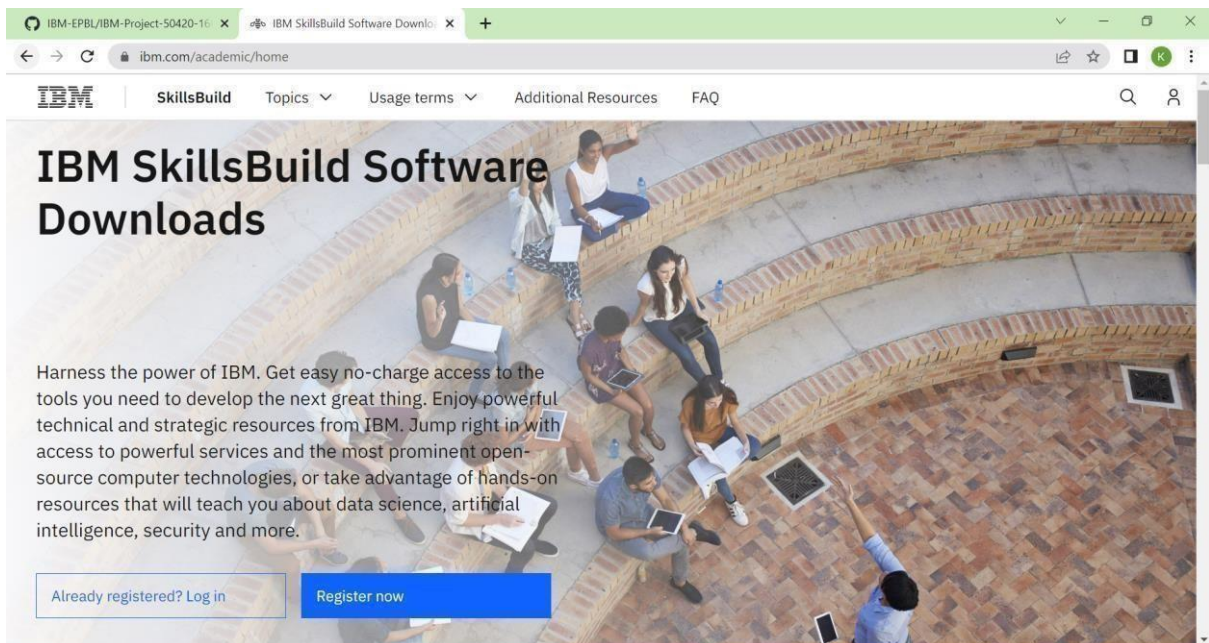 IBM-EPBL/IBM-Project-50420-16
IBM SkillsBuild Software Downlo
ibm.com/academic/home
K
IBM SkillsBuild Topics Usage terms Additional Resources FAQ
IBM SkillsBuild Software
Downloads
Harness the power of IBM. Get easy no-charge access to the
tools you need to develop the next great thing. Enjoy powerful
technical and strategic resources from IBM. Jump right in with
access to powerful services and the most prominent open-
source computer technologies, or take advantage of hands-on
resources that will teach you about data science, artificial
intelligence, security and more.
Already registered? Log in
Register now